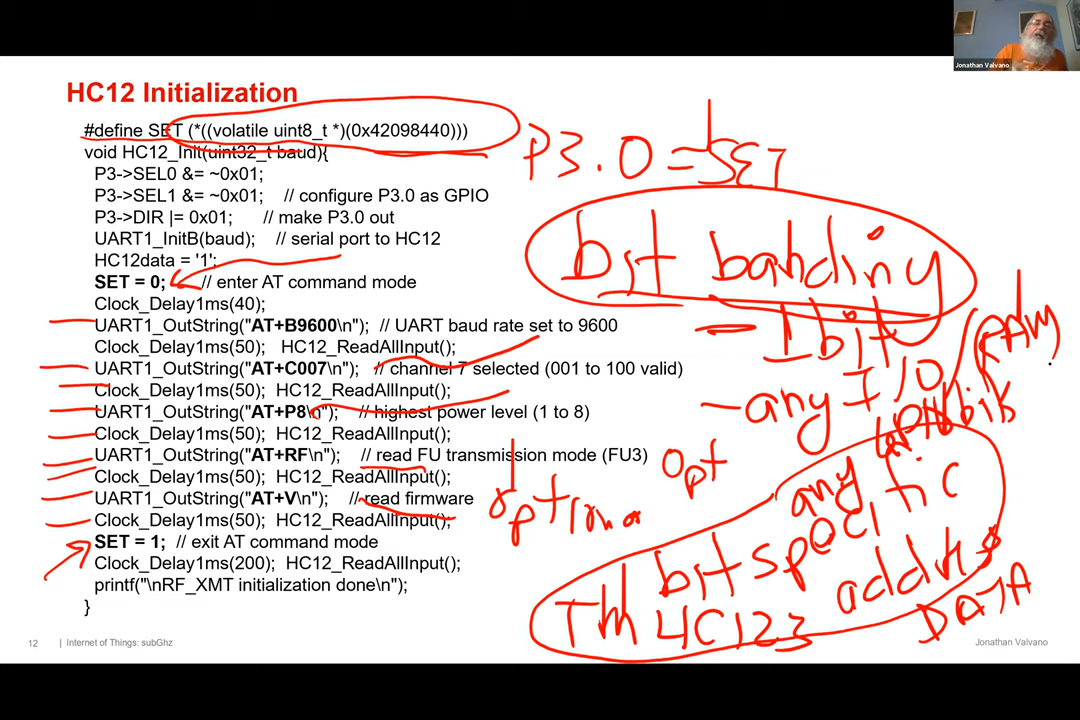 Jonathan Valvano
HC12 Initialization
#define SET (*((volatile uint8_t *)(0x42098440)))
void HC12_Init(uint32_t baud){
P3->SEL0 &= ~0x01;
P3->SEL1 &= ~0x01; // configure P3.0 as GPIO
P3->DIR |= 0x01; // make P3.0 out
UART1_InitB(baud); // serial port to HC12
HC12data = '1';
SET = 0; // enter AT command mode
Clock_Delay1ms(40);
UART1_OutString("AT+B9600\n"); // UART baud rate set to 9600
Clock_Delay1ms(50); HC12_ReadAllInput();
UART1_OutString("AT+C007\n"); // channel 7 selected (001 to 100 valid)
Clock_Delay1ms(50); HC12_ReadAllInput();
UART1_OutString("AT+P8\n"); // highest power level (1 to 8)
Clock_Delay1ms(50); HC12_ReadAllInput();
UART1_OutString("AT+RF\n"); // read FU transmission mode (FU3)
Clock_Delay1ms(50); HC12_ReadAllInput();
UART1_OutString("AT+V\n"); // read firmware
Clock_Delay1ms(50); HC12_ReadAllInput();
SET = 1; // exit AT command mode
Clock_Delay1ms(200); HC12_ReadAllInput();
printf("\nRF_XMT initialization done\n");
}
P3.0 = SET
bit banding
- 1 bit
- any I/O / RAM
bit
opt
any
bit specific
address
TM4C123
DATA
12 | Internet of Things: subGhz
Jonathan Valvano